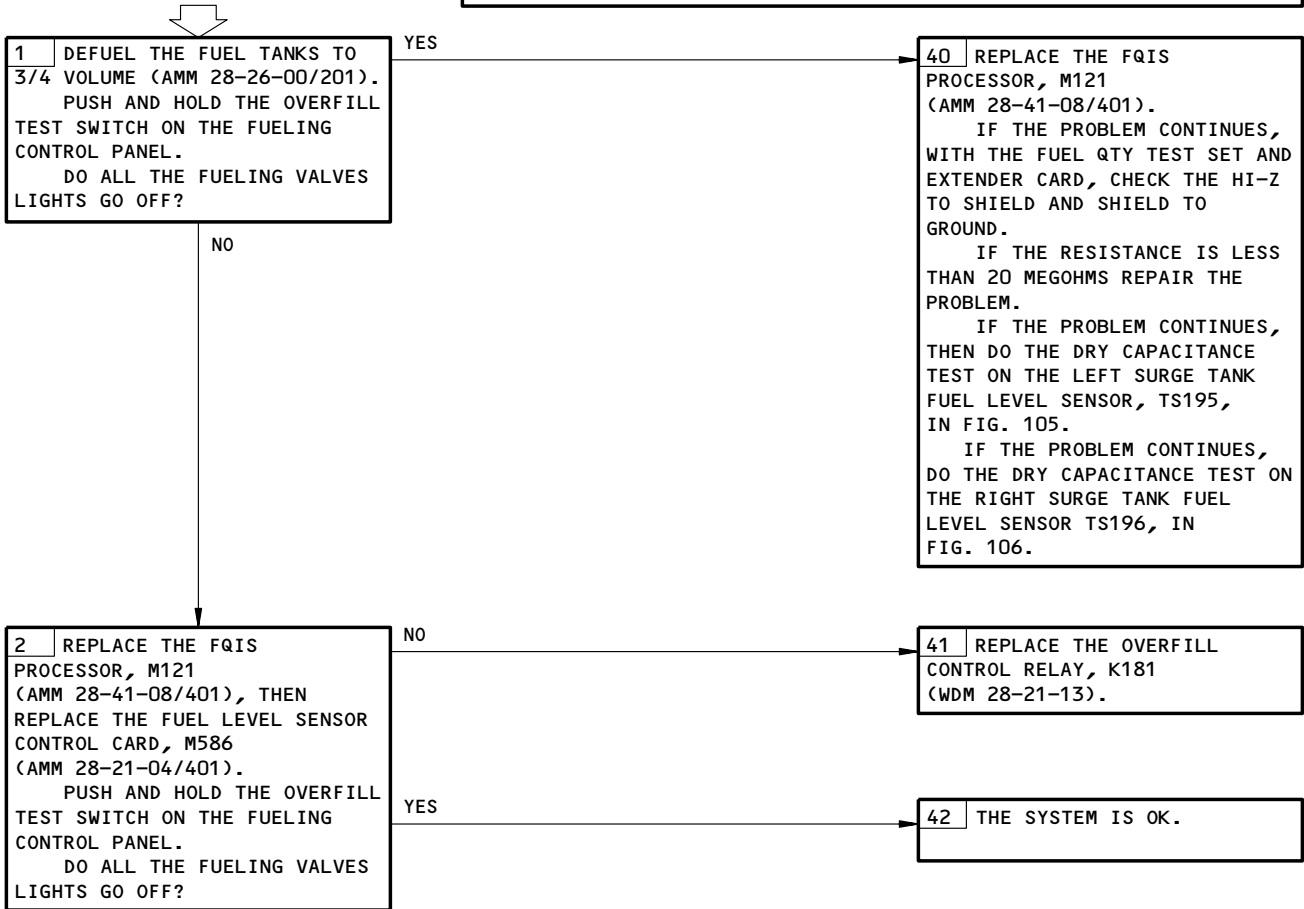 1 DEFUEL THE FUEL TANKS TO
3/4 VOLUME (AMM 28-26-00/201).
PUSH AND HOLD THE OVERFILL
TEST SWITCH ON THE FUELING
CONTROL PANEL.
DO ALL THE FUELING VALVES
LIGHTS GO OFF?
YES
40 REPLACE THE FQIS
PROCESSOR, M121
(AMM 28-41-08/401).
IF THE PROBLEM CONTINUES,
WITH THE FUEL QTY TEST SET AND
EXTENDER CARD, CHECK THE HI-Z
TO SHIELD AND SHIELD TO
GROUND.
IF THE RESISTANCE IS LESS
THAN 20 MEGOHMS REPAIR THE
PROBLEM.
IF THE PROBLEM CONTINUES,
THEN DO THE DRY CAPACITANCE
TEST ON THE LEFT SURGE TANK
FUEL LEVEL SENSOR, TS195,
IN FIG. 105.
IF THE PROBLEM CONTINUES,
DO THE DRY CAPACITANCE TEST ON
THE RIGHT SURGE TANK FUEL
LEVEL SENSOR TS196, IN
FIG. 106.
NO
2 REPLACE THE FQIS
PROCESSOR, M121
(AMM 28-41-08/401), THEN
REPLACE THE FUEL LEVEL SENSOR
CONTROL CARD, M586
(AMM 28-21-04/401).
PUSH AND HOLD THE OVERFILL
TEST SWITCH ON THE FUELING
CONTROL PANEL.
DO ALL THE FUELING VALVES
LIGHTS GO OFF?
NO
41 REPLACE THE OVERFILL
CONTROL RELAY, K181
(WDM 28-21-13).
YES
42 THE SYSTEM IS OK.